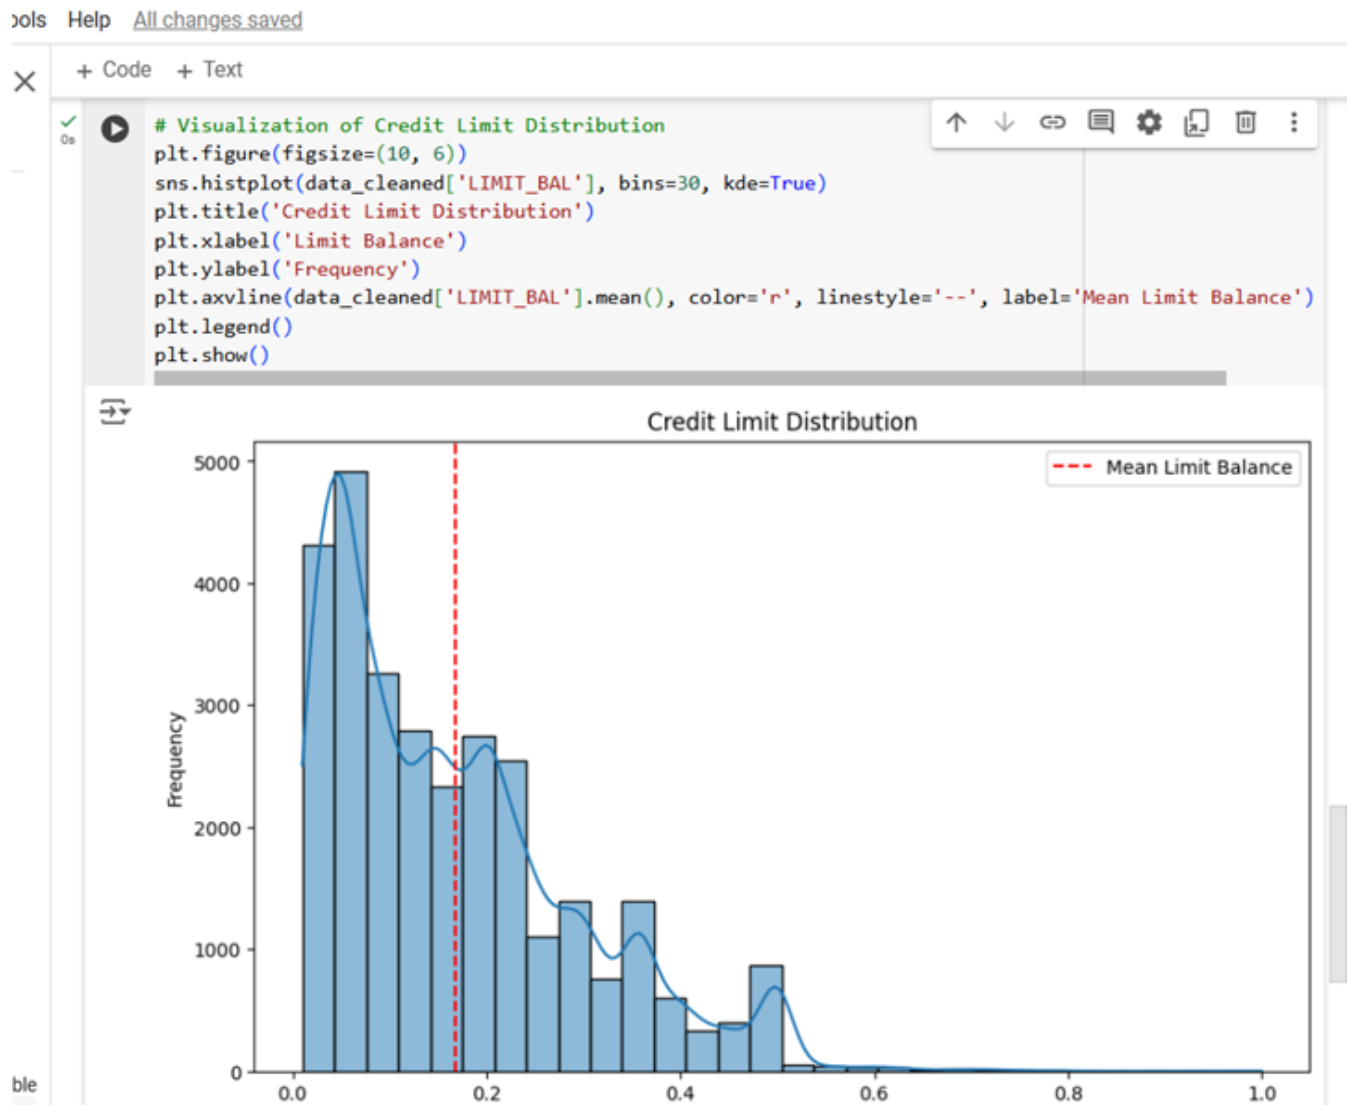 Help All changes saved
+ Code + Text
0s
# Visualization of Credit Limit Distribution
plt.figure(figsize=(10, 6))
sns.histplot(data_cleaned['LIMIT_BAL'], bins=30, kde=True)
plt.title('Credit Limit Distribution')
plt.xlabel('Limit Balance')
plt.ylabel('Frequency')
plt.axvline(data_cleaned['LIMIT_BAL'].mean(), color='r', linestyle='--', label='Mean Limit Balance')
plt.legend()
plt.show()
Credit Limit Distribution
Mean Limit Balance
5000
4000
3000
2000
1000
0
Frequency
0.0 0.2 0.4 0.6 0.8 1.0
ble